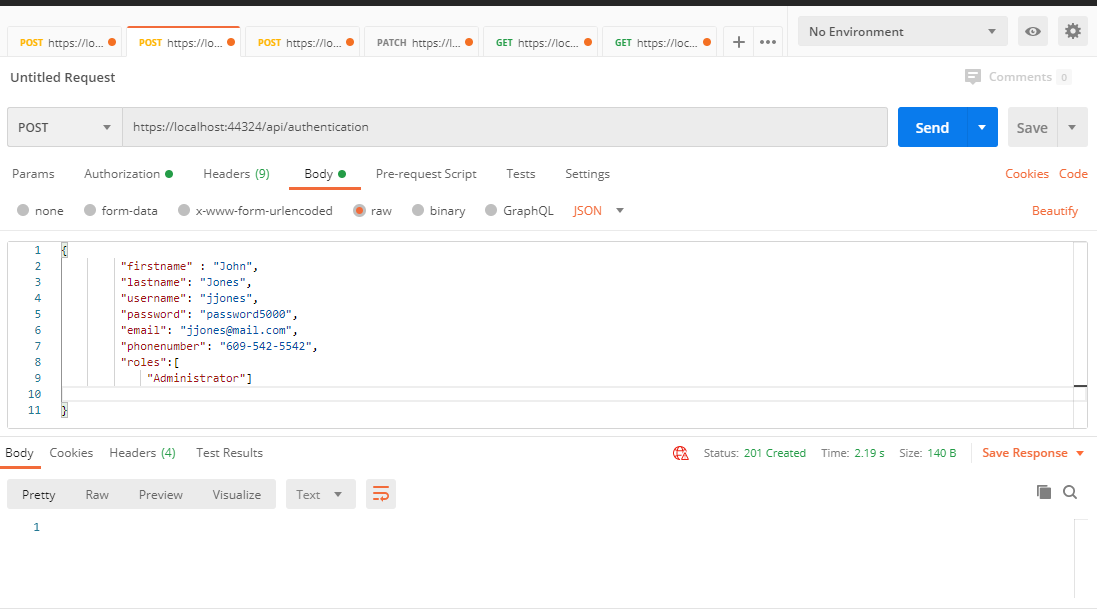 POST https://lo... POST https://lo... POST https://lo... PATCH https://l... GET https://loc... GET https://loc... + ••• No Environment
Untitled Request Comments 0
POST https://localhost:44324/api/authentication Send Save
Params Authorization Headers (9) Body Pre-request Script Tests Settings Cookies Code
none form-data x-www-form-urlencoded raw binary GraphQL JSON Beautify
1 {
2 "firstname" : "John",
3 "lastname": "Jones",
4 "username": "jjones",
5 "password": "password5000",
6 "email": "jjones@mail.com",
7 "phonenumber": "609-542-5542",
8 "roles":[
9 "Administrator"]
10
11 }
Body Cookies Headers (4) Test Results Status: 201 Created Time: 2.19 s Size: 140 B Save Response
Pretty Raw Preview Visualize Text
1